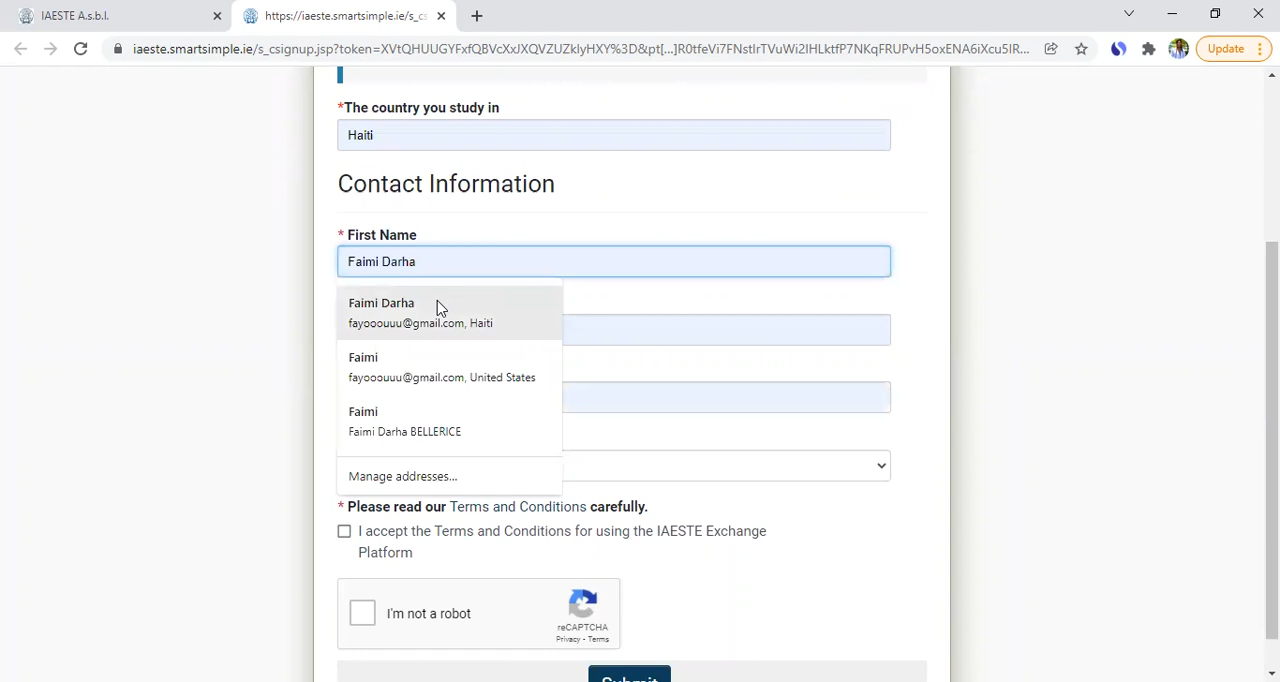 IAESTE A.s.b.l.
https://iaeste.smartsimple.ie/s_cs
iaeste.smartsimple.ie/s_csignup.jsp?token=XVtQHUUGYFxfQBVcXxJXQVZUZklyHXY%3D&pt[...]R0tfeVi7FNstIrTVuWi2IHLktfP7NKqFRUPvH5oxENA6iXcu5IR...
Update
*The country you study in
Haiti
Contact Information
* First Name
Faimi Darha
Faimi Darha
fayooouuu@gmail.com, Haiti
Faimi
fayooouuu@gmail.com, United States
Faimi
Faimi Darha BELLERICE
Manage addresses...
* Please read our Terms and Conditions carefully.
I accept the Terms and Conditions for using the IAESTE Exchange
Platform
I'm not a robot
reCAPTCHA
Privacy - Terms
Submit